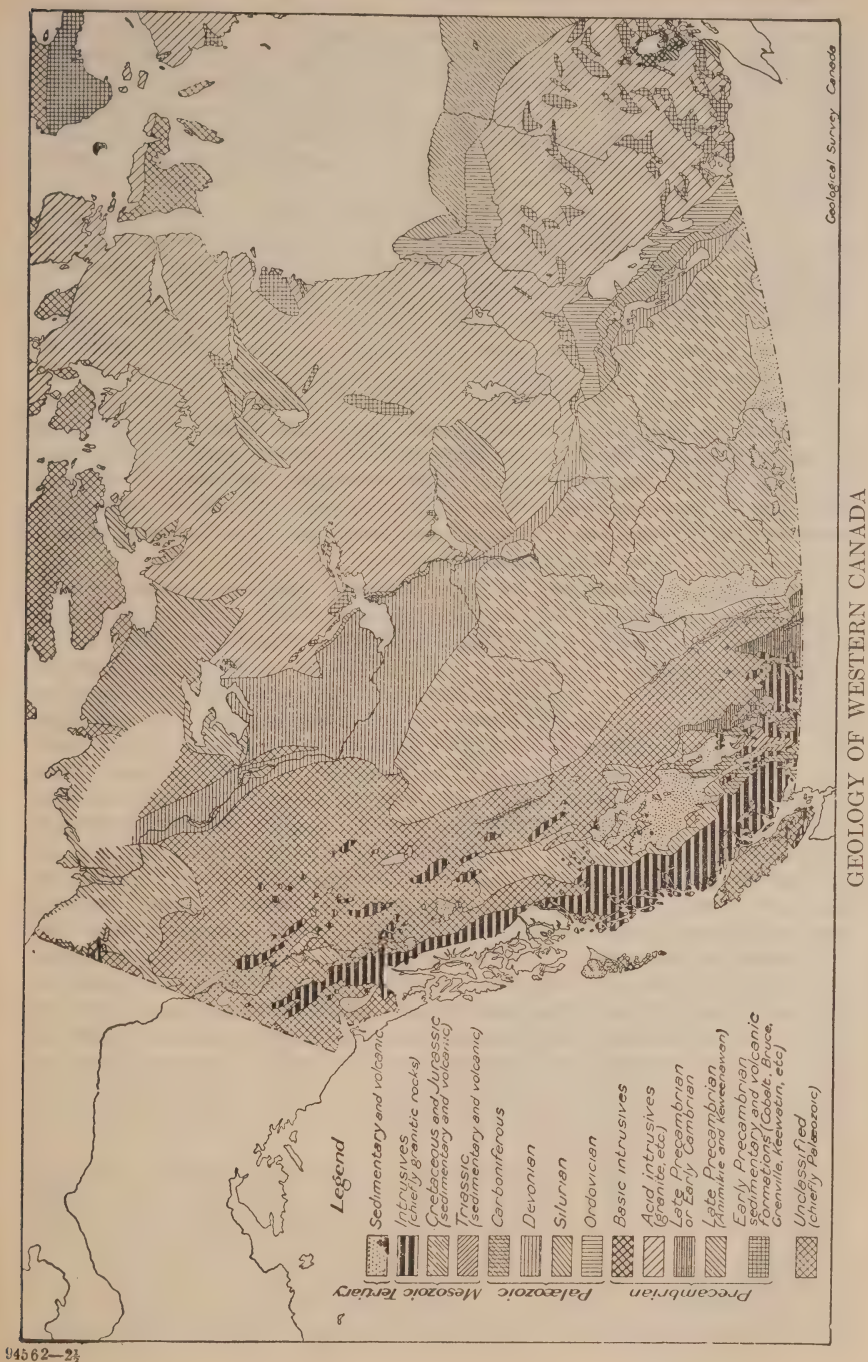 Legend
Tertiary
Sedimentary and volcanic
Mesozoic
Intrusives
(chiefly granitic rocks)
Cretaceous and Jurassic
(sedimentary and volcanic)
Triassic
(sedimentary and volcanic)
Palæozoic
Carboniferous
Devonian
Silurian
Ordovician
Precambrian
Basic intrusives
Acid intrusives
(granite, etc)
Late Precambrian
or Early Cambrian
Late Precambrian
(Animikie and Keweenawan)
Early Precambrian
sedimentary and volcanic
formations (Cobalt, Bruce,
Grenville, Keewatin, etc)
Unclassified
(chiefly Palæozoic)
Geological Survey Canada
GEOLOGY OF WESTERN CANADA
94562—2½